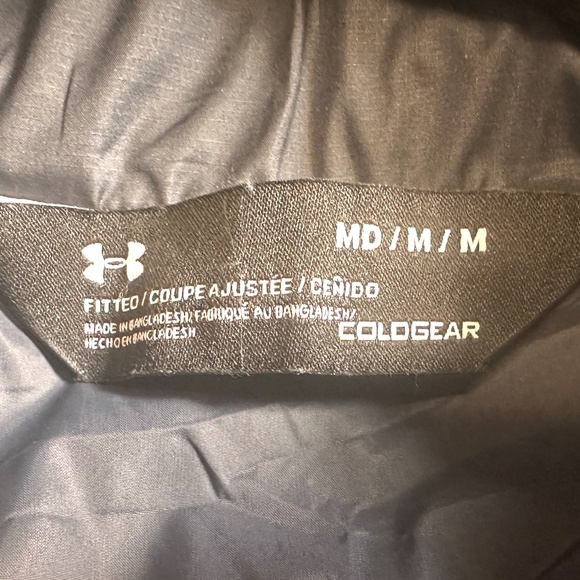 MD / M / M
FITTED / COUPE AJUSTÉE / CEÑIDO
MADE IN BANGLADESH / FABRIQUÉ AU BANGLADESH /
HECHO EN BANGLADESH
COLDGEAR